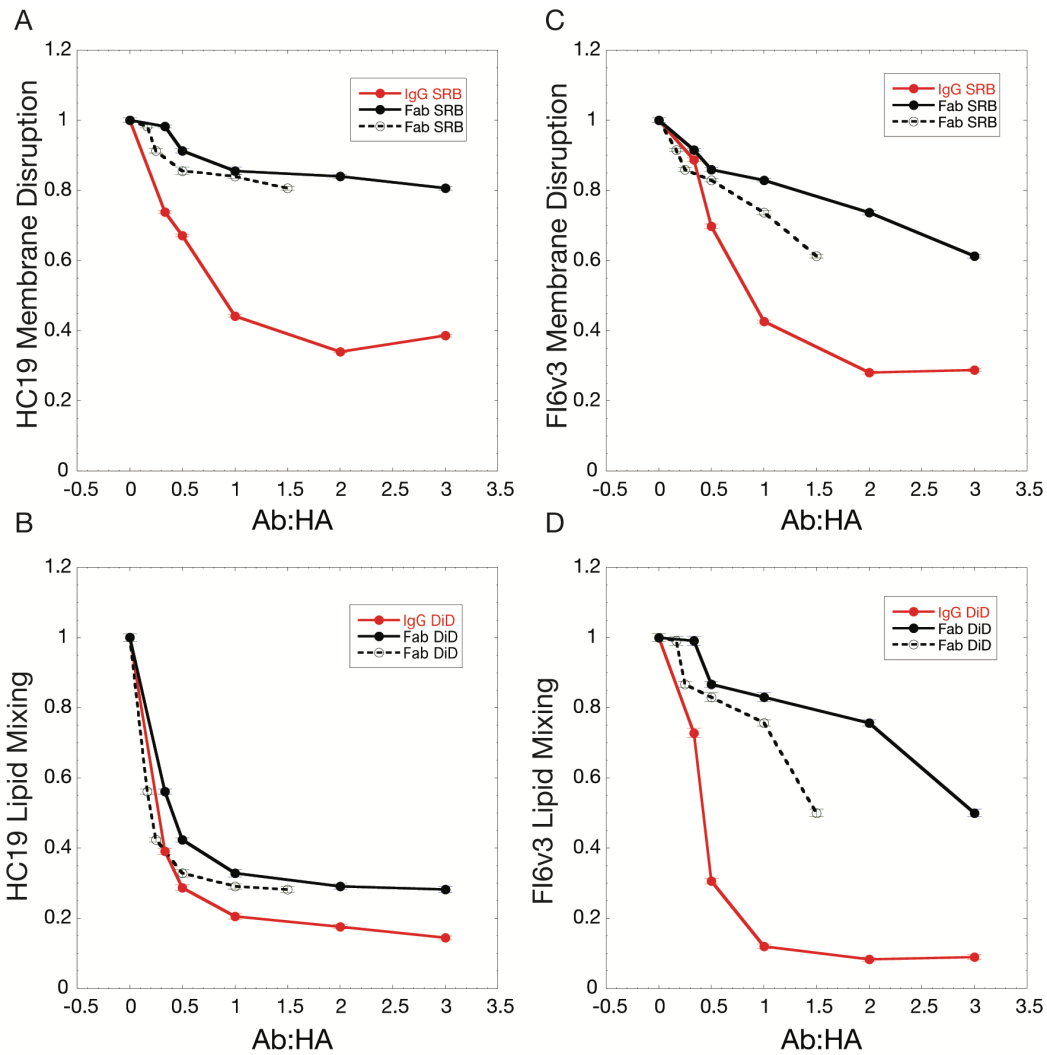 A
HC19 Membrane Disruption
1.2
1
0.8
0.6
0.4
0.2
0
IgG SRB
Fab SRB
Fab SRB
-0.5 0 0.5 1 1.5 2 2.5 3 3.5
Ab:HA
C
FI6v3 Membrane Disruption
1.2
1
0.8
0.6
0.4
0.2
0
IgG SRB
Fab SRB
Fab SRB
-0.5 0 0.5 1 1.5 2 2.5 3 3.5
Ab:HA
B
HC19 Lipid Mixing
1.2
1
0.8
0.6
0.4
0.2
0
IgG DiD
Fab DiD
Fab DiD
-0.5 0 0.5 1 1.5 2 2.5 3 3.5
Ab:HA
D
FI6v3 Lipid Mixing
1.2
1
0.8
0.6
0.4
0.2
0
IgG DiD
Fab DiD
Fab DiD
-0.5 0 0.5 1 1.5 2 2.5 3 3.5
Ab:HA